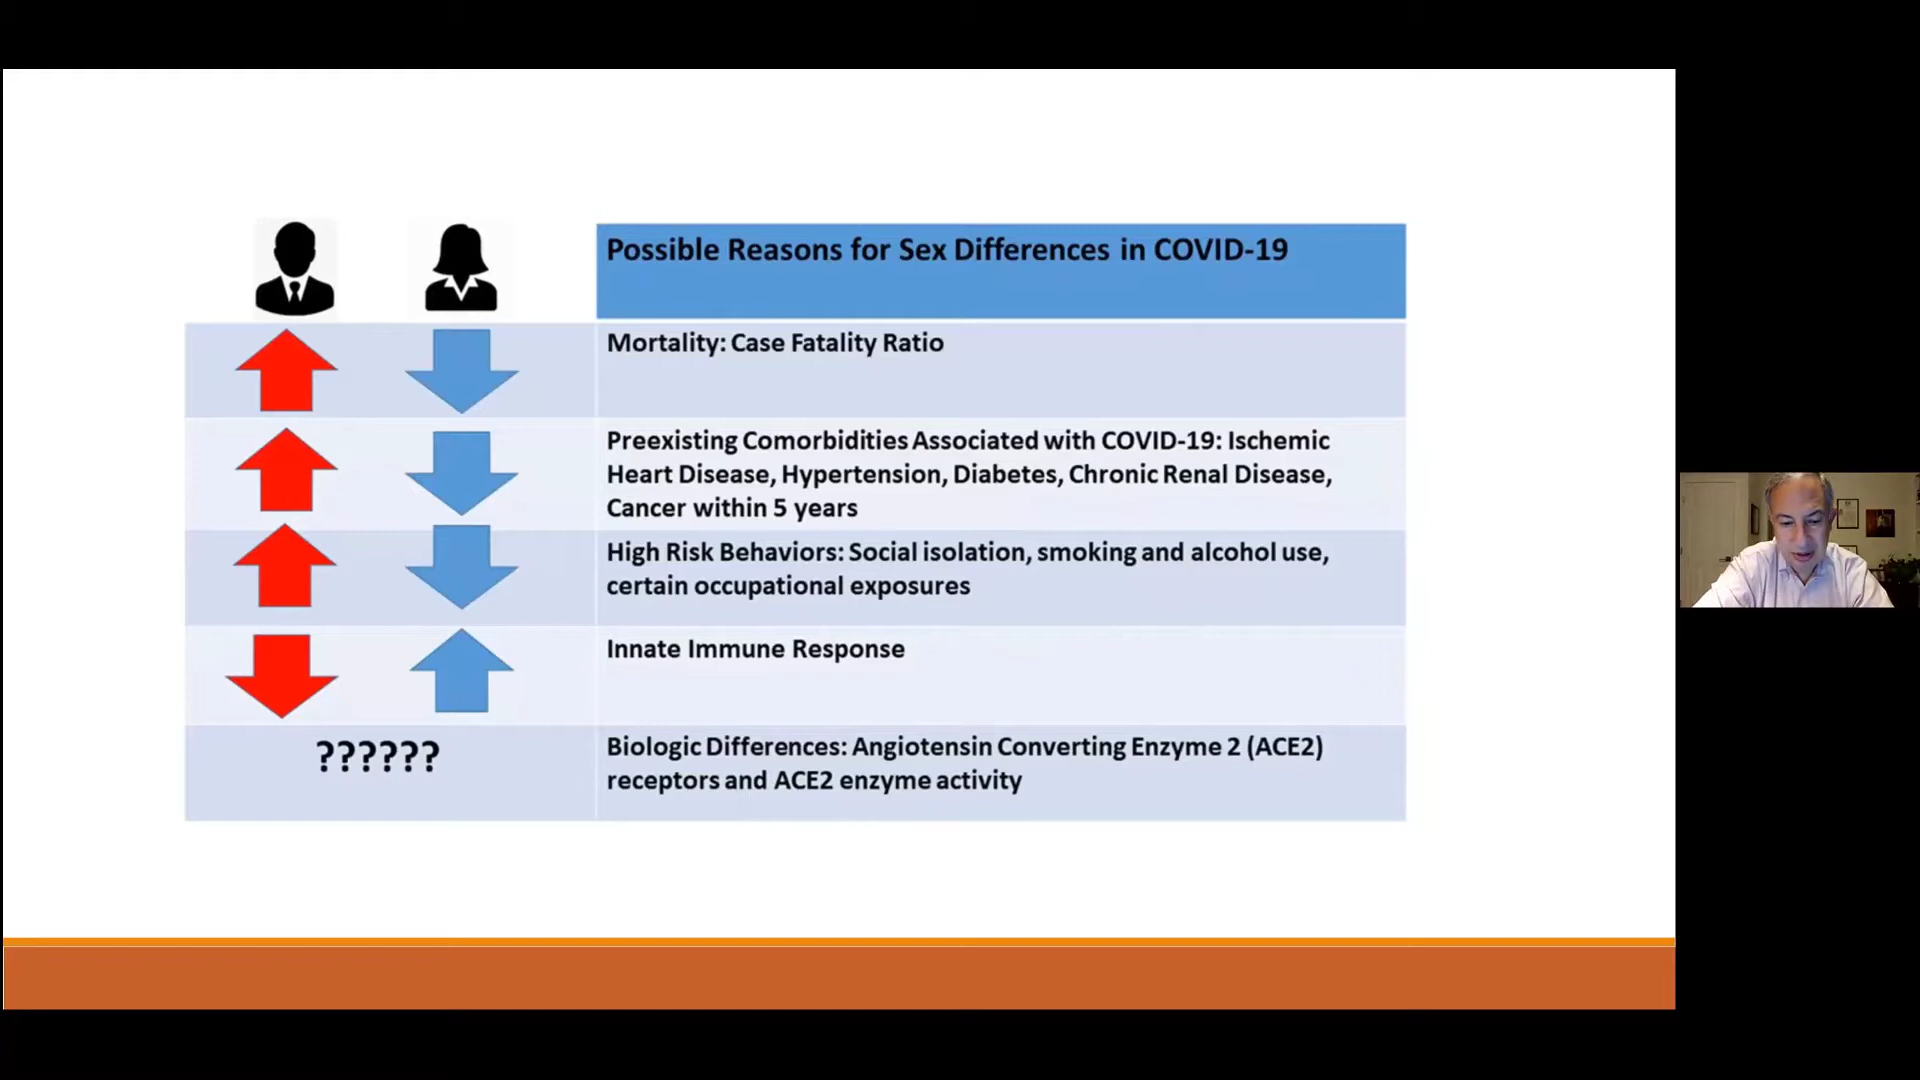 Possible Reasons for Sex Differences in COVID-19
Mortality: Case Fatality Ratio
Preexisting Comorbidities Associated with COVID-19: Ischemic
Heart Disease, Hypertension, Diabetes, Chronic Renal Disease,
Cancer within 5 years
High Risk Behaviors: Social isolation, smoking and alcohol use,
certain occupational exposures
Innate Immune Response
??????
Biologic Differences: Angiotensin Converting Enzyme 2 (ACE2)
receptors and ACE2 enzyme activity